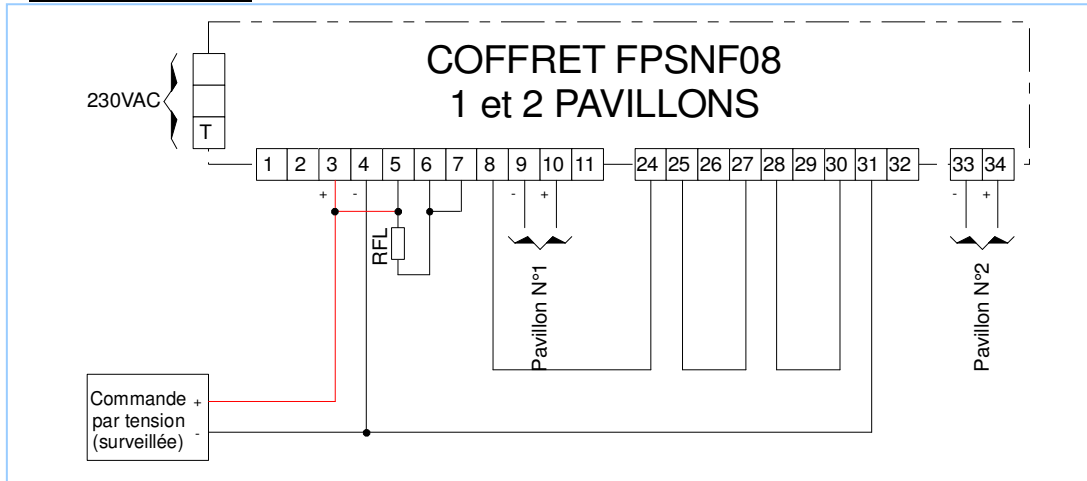 COFFRET FPSNF08
1 et 2 PAVILLONS
230VAC
T
1 2 3 4 5 6 7 8 9 10 11 24 25 26 27 28 29 30 31 32 33 34
+ - - + - +
RFL
Pavillon N°1
Pavillon N°2
Commande +
par tension
(surveillée) -